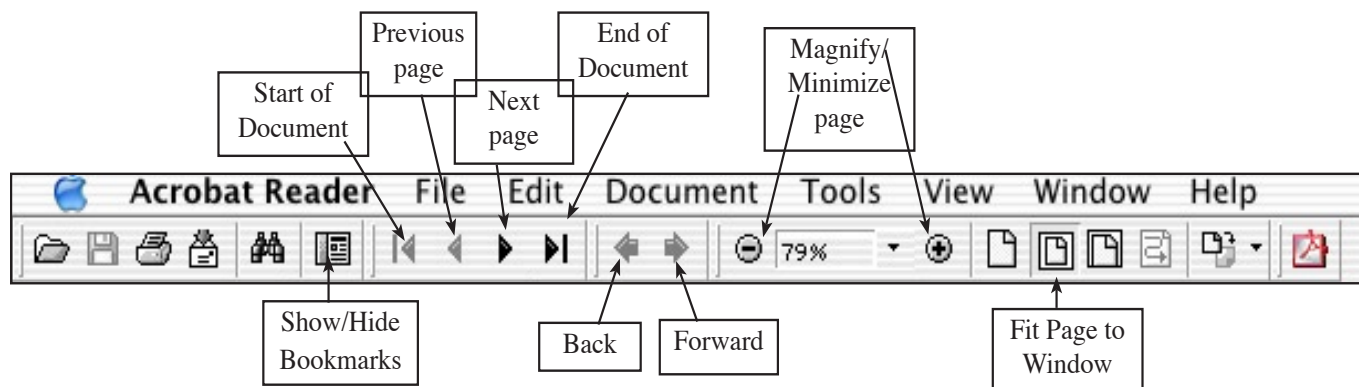 Previous
page
End of
Document
Magnify/
Minimize
page
Start of
Document
Next
page
Acrobat Reader File Edit Document Tools View Window Help
79%
Show/Hide
Bookmarks
Back
Forward
Fit Page to
Window